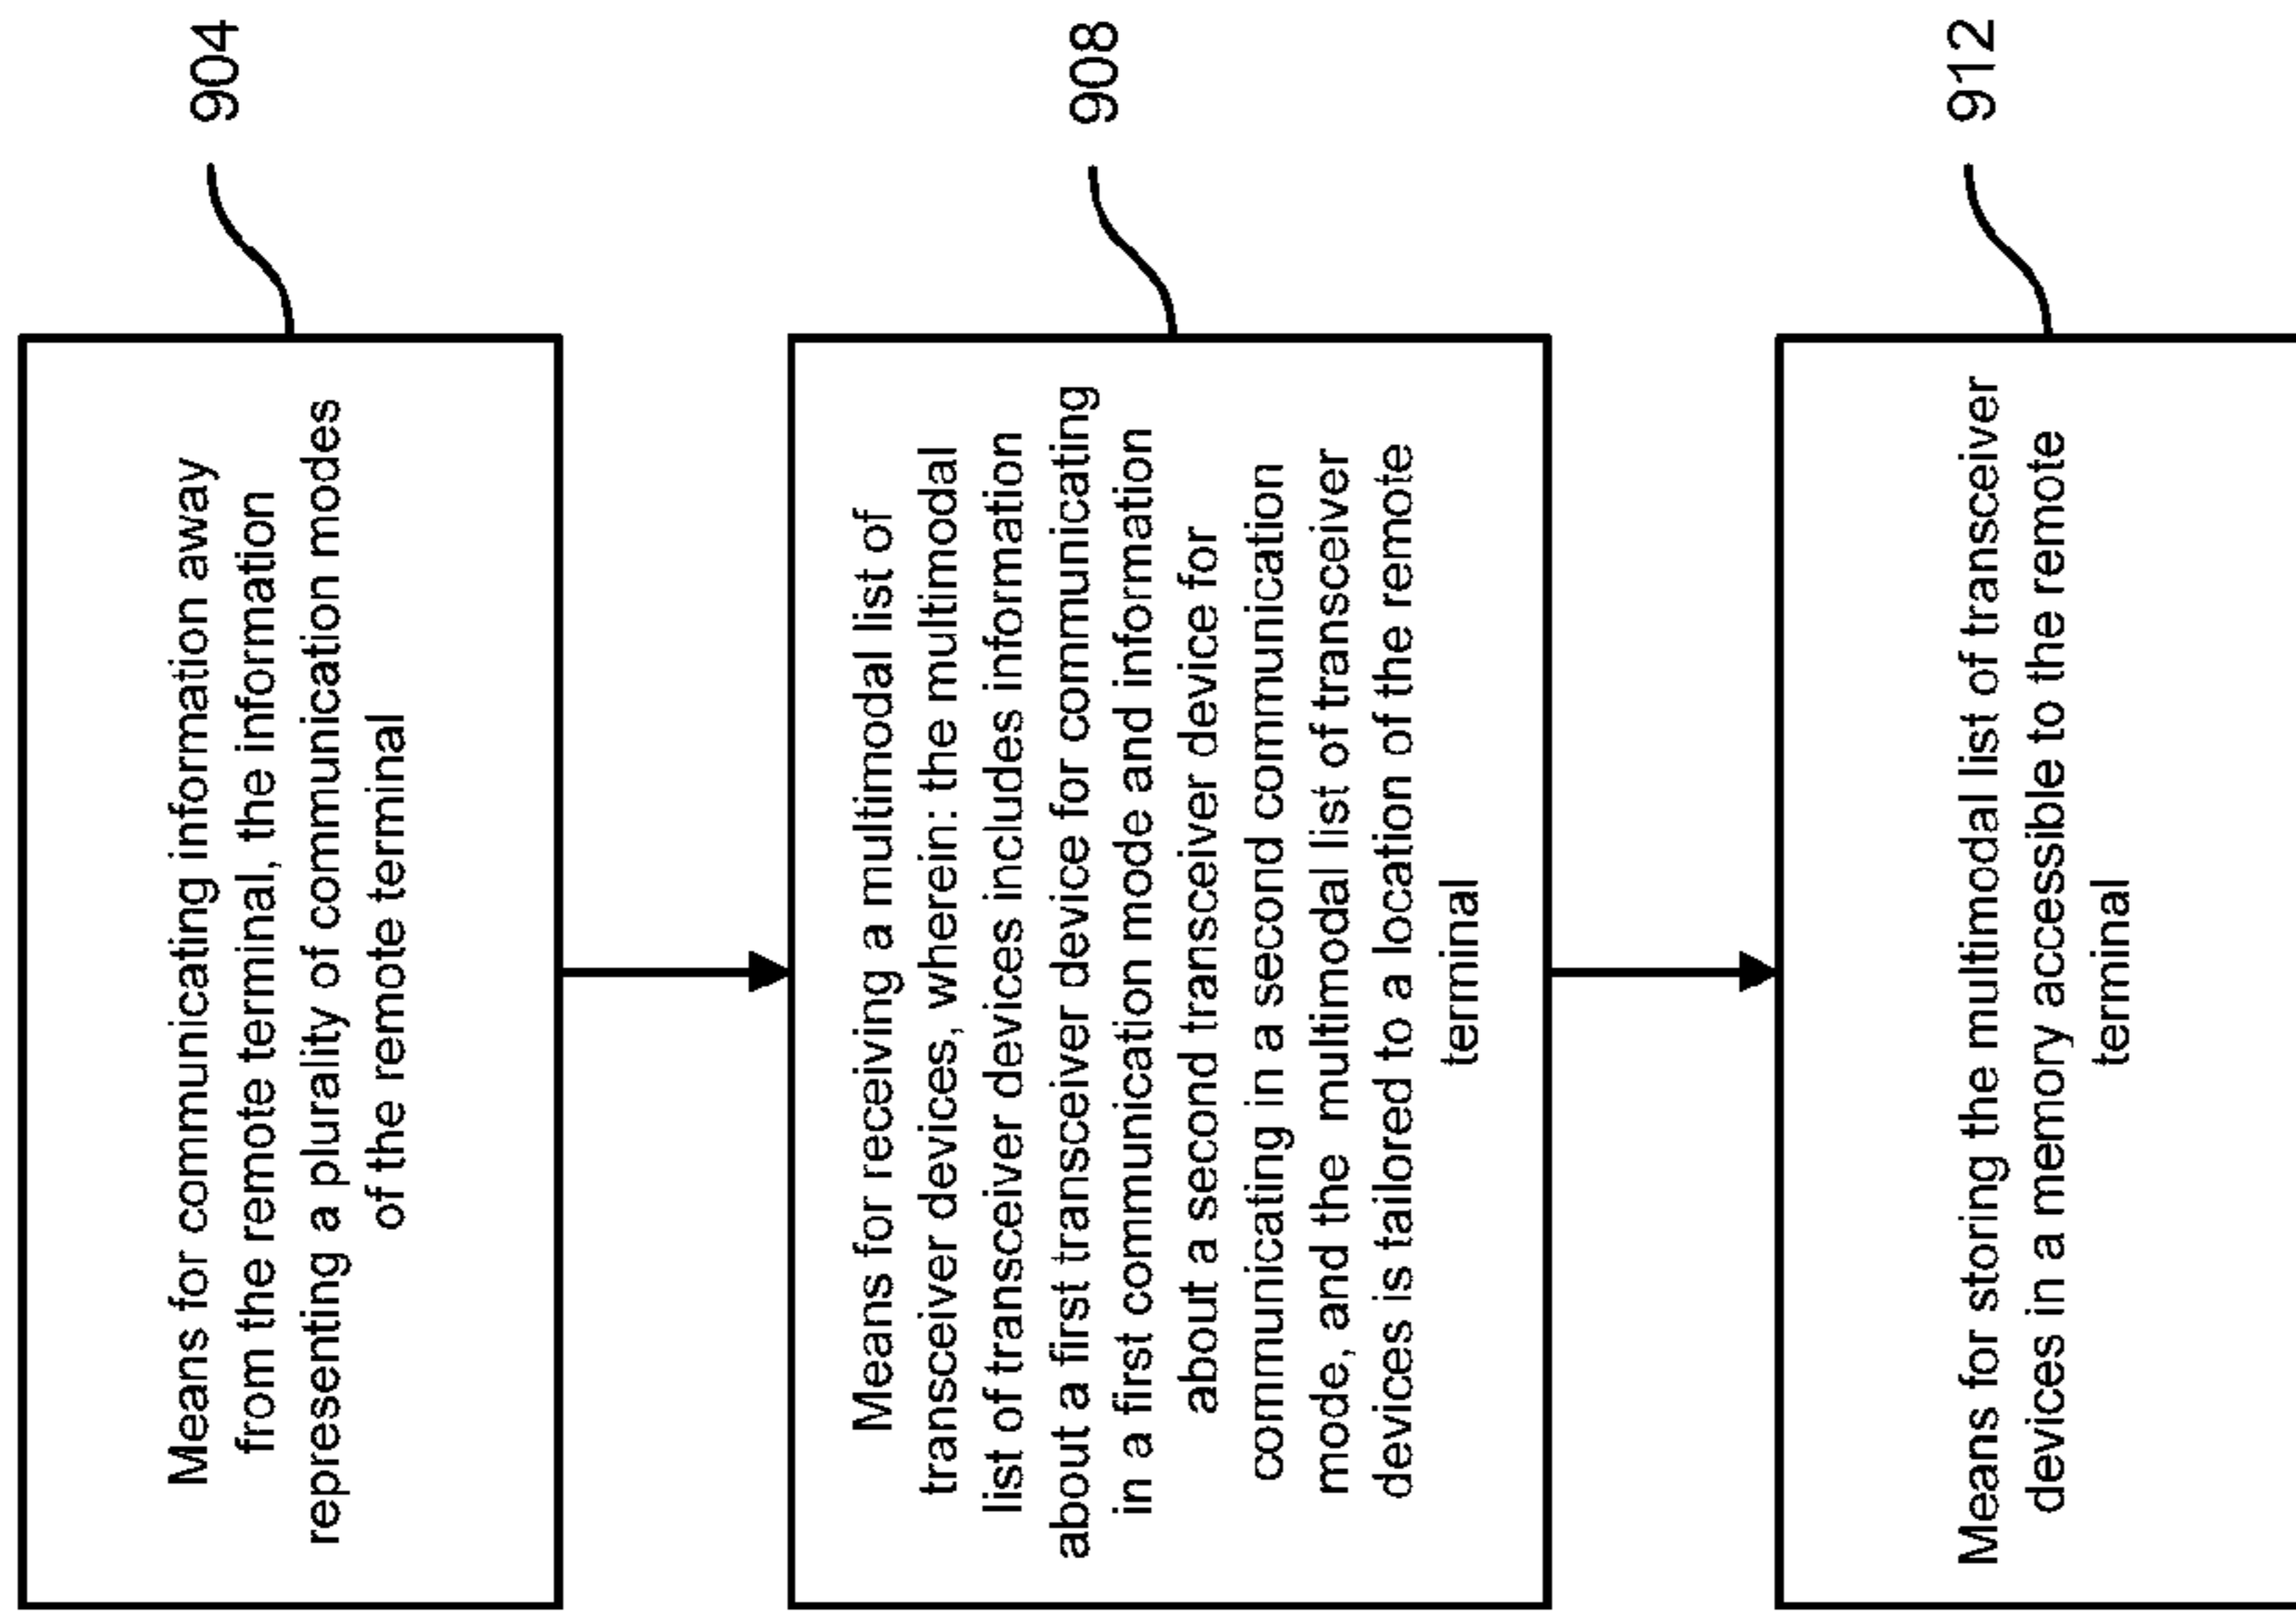 904
Means for communicating information away
from the remote terminal, the information
representing a plurality of communication modes
of the remote terminal
908
Means for receiving a multimodal list of
transceiver devices, wherein: the multimodal
list of transceiver devices includes information
about a first transceiver device for communicating
in a first communication mode and information
about a second transceiver device for
communicating in a second communication
mode, and the multimodal list of transceiver
devices is tailored to a location of the remote
terminal
912
Means for storing the multimodal list of transceiver
devices in a memory accessible to the remote
terminal